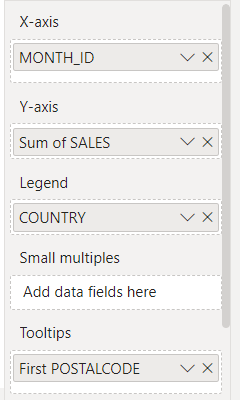 X-axis
MONTH_ID
Y-axis
Sum of SALES
Legend
COUNTRY
Small multiples
Add data fields here
Tooltips
First POSTALCODE